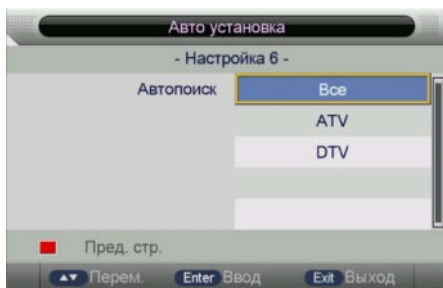 Авто установка
- Настройка 6 -
Автопоиск Все
ATV
DTV
Пред. стр.
Перем. Enter Ввод Exit Выход